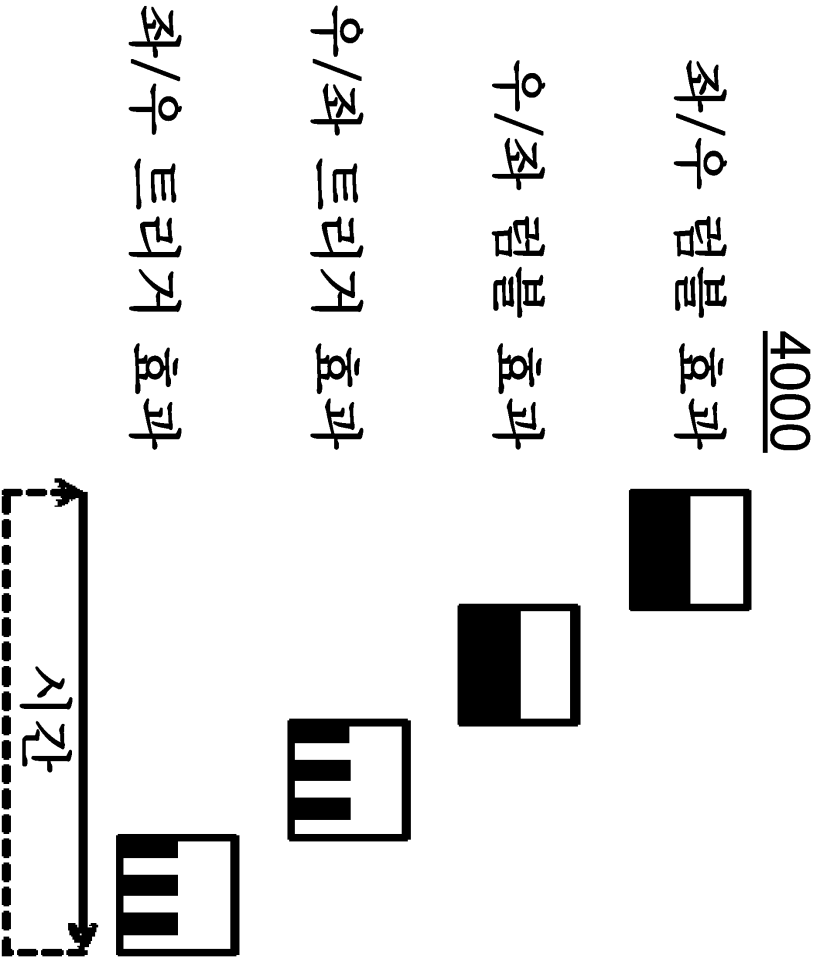 4000
좌/우 럼블 효과
우/좌 럼블 효과
우/좌 트리거 효과
좌/우 트리거 효과
시간